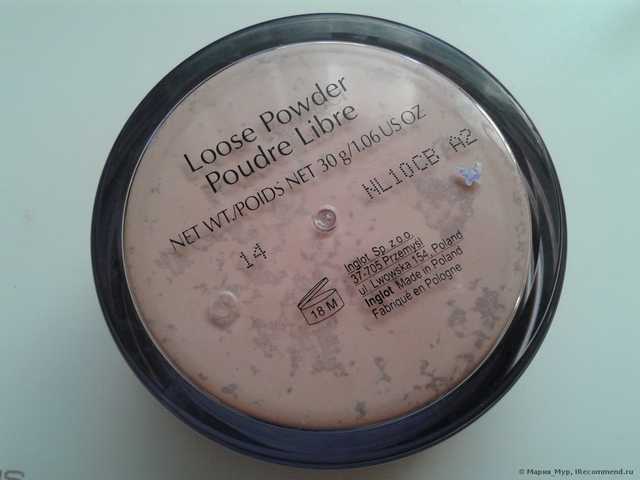 Loose Powder
Poudre Libre
NET WT./POIDS NET 30 g/1.06 US OZ
NL10CB A2
14
18 M
Inglot Sp. z o.o.
37-705 Przemyśl
ul. Lwowska 154, Poland
Inglot Made in Poland
Fabriqué en Pologne
© Мария_Мур, IRecommend.ru